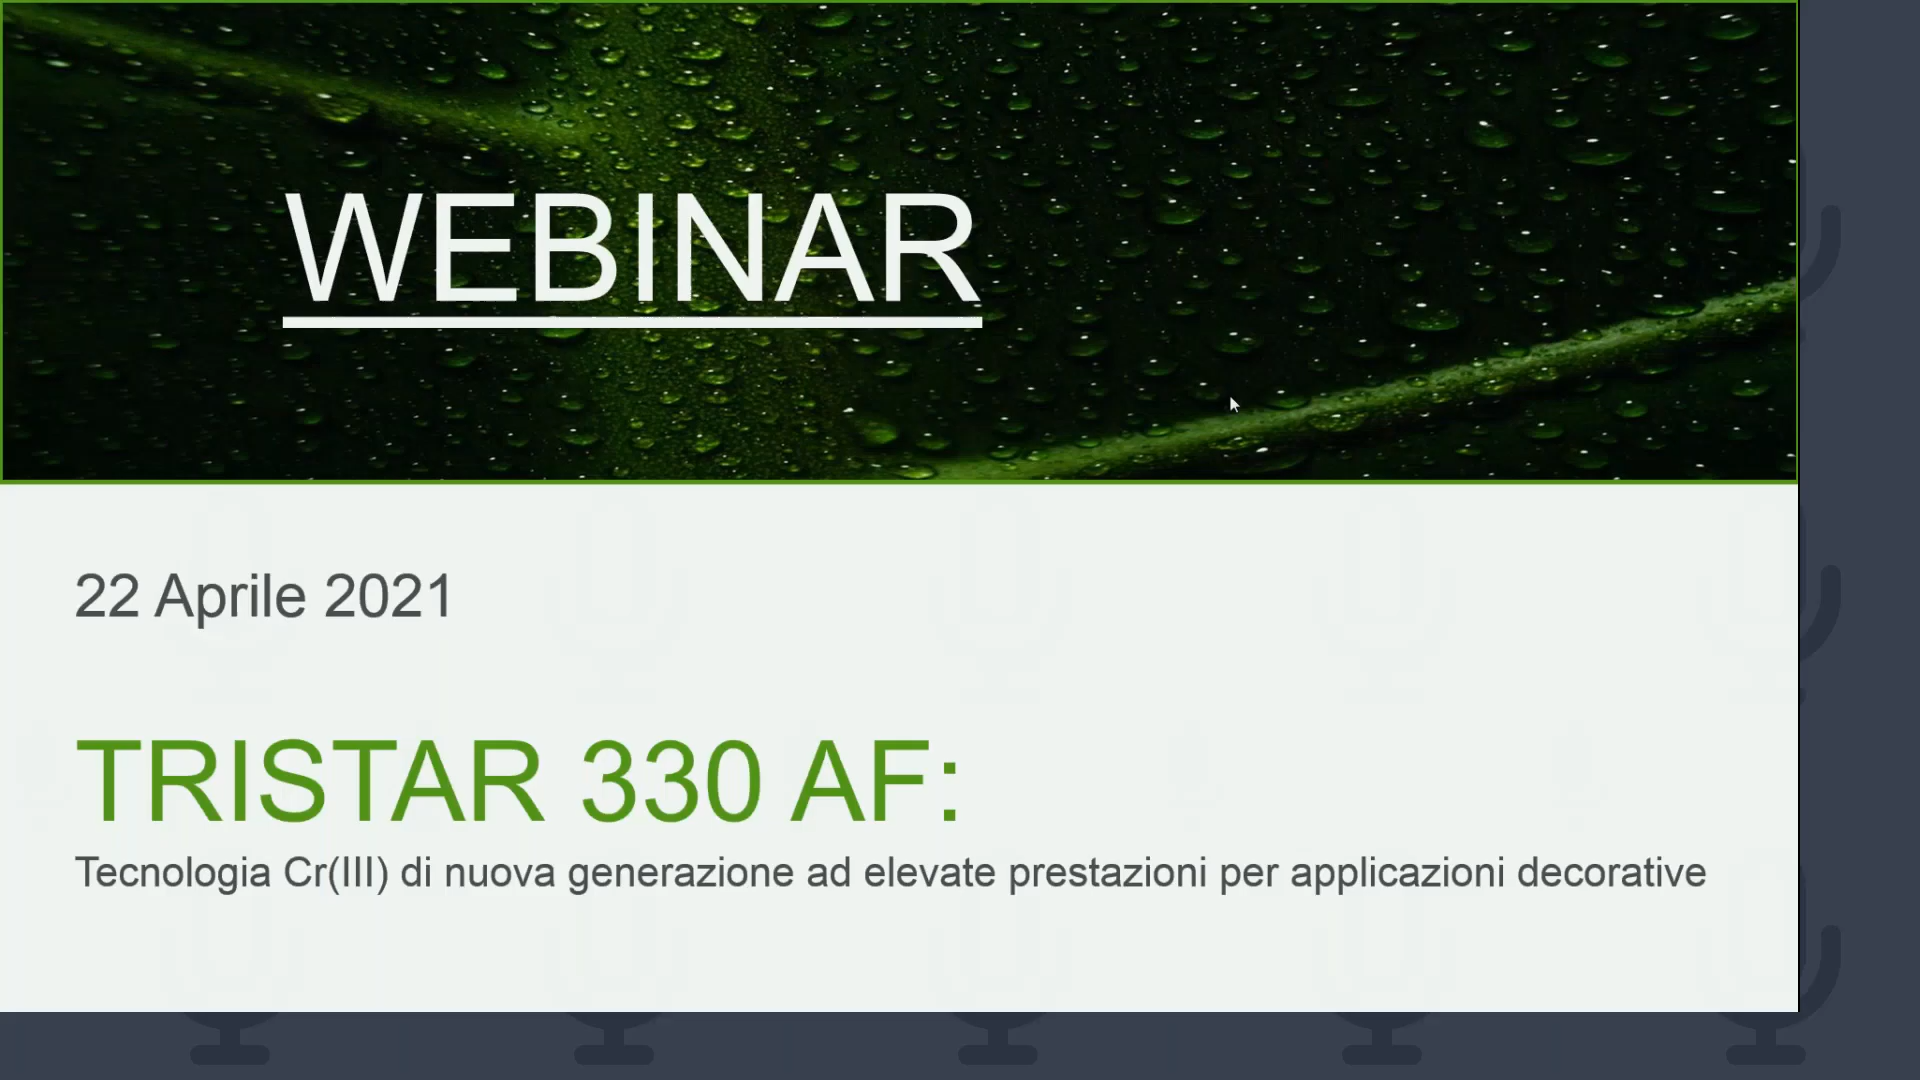 WEBINAR
22 Aprile 2021
TRISTAR 330 AF:
Tecnologia Cr(III) di nuova generazione ad elevate prestazioni per applicazioni decorative